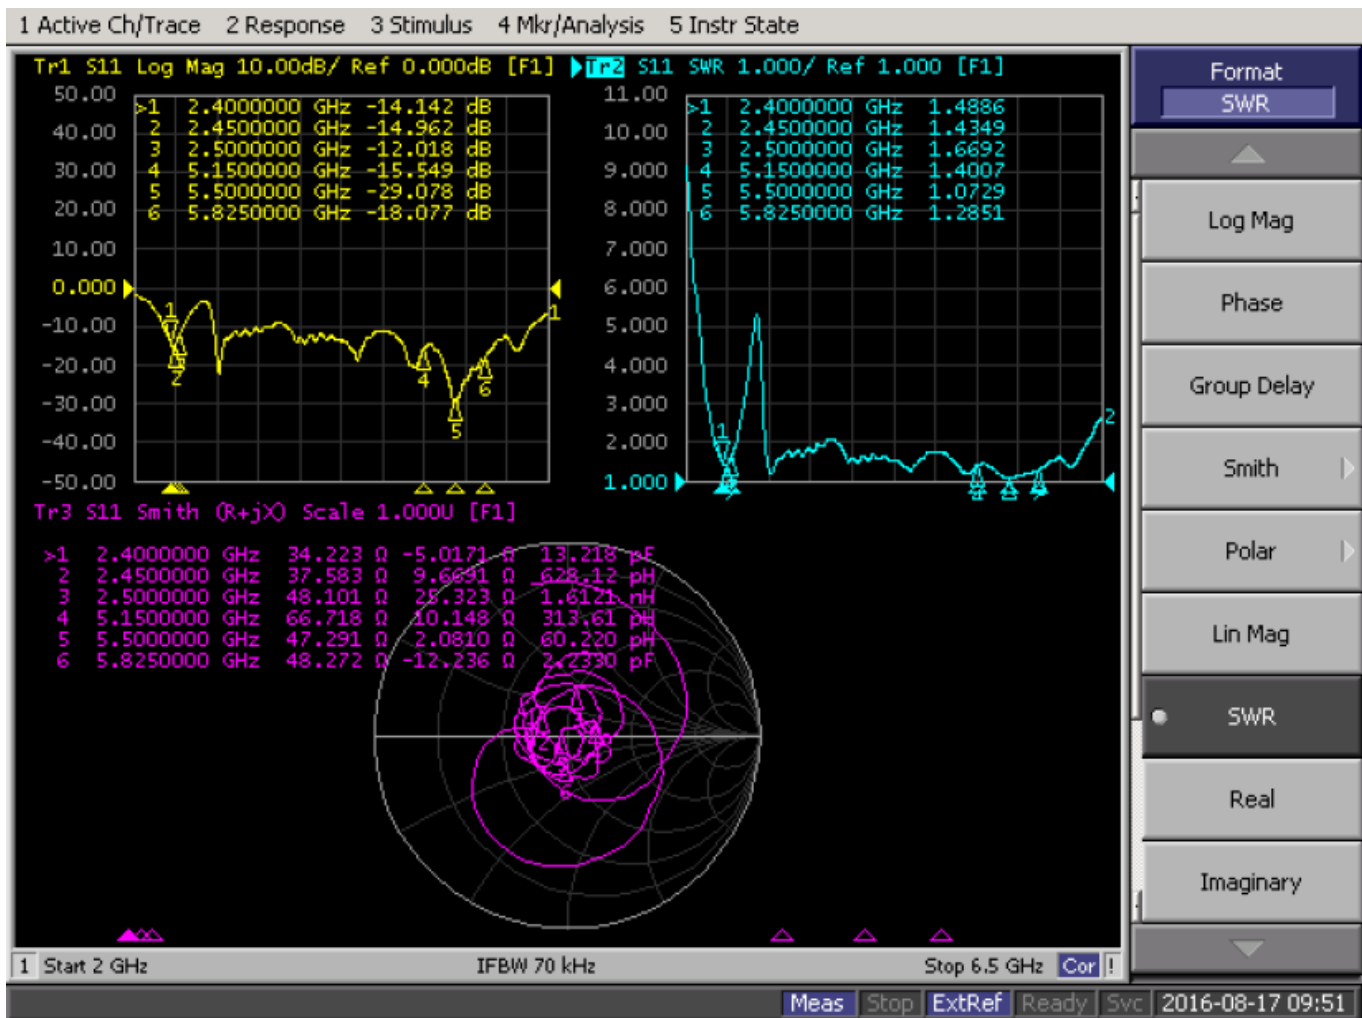 1 Active Ch/Trace 2 Response 3 Stimulus 4 Mkr/Analysis 5 Instr State
Tr1 S11 Log Mag 10.00dB/ Ref 0.000dB [F1]
50.00
40.00
30.00
20.00
10.00
0.000
-10.00
-20.00
-30.00
-40.00
-50.00
>1 2.4000000 GHz -14.142 dB
2 2.4500000 GHz -14.962 dB
3 2.5000000 GHz -12.018 dB
4 5.1500000 GHz -15.549 dB
5 5.5000000 GHz -29.078 dB
6 5.8250000 GHz -18.077 dB
1
2
4
5
6
1
Tr2 S11 SWR 1.000/ Ref 1.000 [F1]
11.00
10.00
9.000
8.000
7.000
6.000
5.000
4.000
3.000
2.000
1.000
>1 2.4000000 GHz 1.4886
2 2.4500000 GHz 1.4349
3 2.5000000 GHz 1.6692
4 5.1500000 GHz 1.4007
5 5.5000000 GHz 1.0729
6 5.8250000 GHz 1.2851
1
2
Tr3 S11 Smith (R+jX) Scale 1.000U [F1]
>1 2.4000000 GHz 34.223 Ω -5.0171 Ω 13.218 pF
2 2.4500000 GHz 37.583 Ω 9.6691 Ω 628.12 pH
3 2.5000000 GHz 48.101 Ω 25.323 Ω 1.6121 nH
4 5.1500000 GHz 66.718 Ω 10.148 Ω 313.61 pH
5 5.5000000 GHz 47.291 Ω 2.0810 Ω 60.220 pH
6 5.8250000 GHz 48.272 Ω -12.236 Ω 2.2330 pF
1 Start 2 GHz IFBW 70 kHz Stop 6.5 GHz Cor !
Meas Stop ExtRef Ready Svc 2016-08-17 09:51
Format
SWR
Log Mag
Phase
Group Delay
Smith
Polar
Lin Mag
SWR
Real
Imaginary